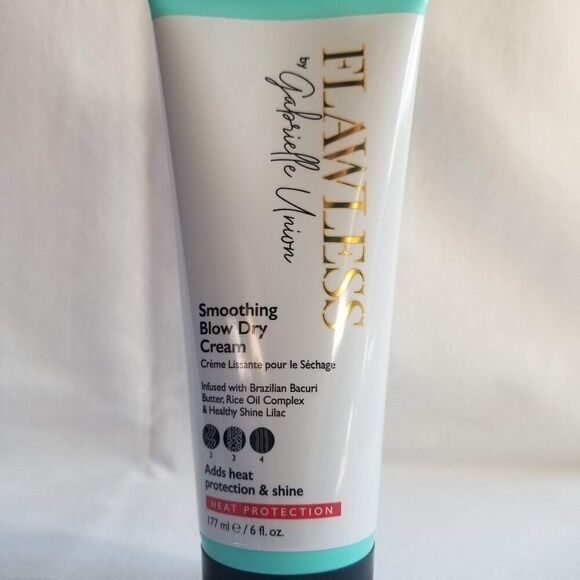 FLAWLESS
by Gabrielle Union
Smoothing
Blow Dry
Cream
Crème Lissante pour le Séchage
Infused with Brazilian Bacuri
Butter, Rice Oil Complex
& Healthy Shine Lilac
2 3 4
Adds heat
protection & shine
HEAT PROTECTION
177 ml ℮ / 6 fl. oz.